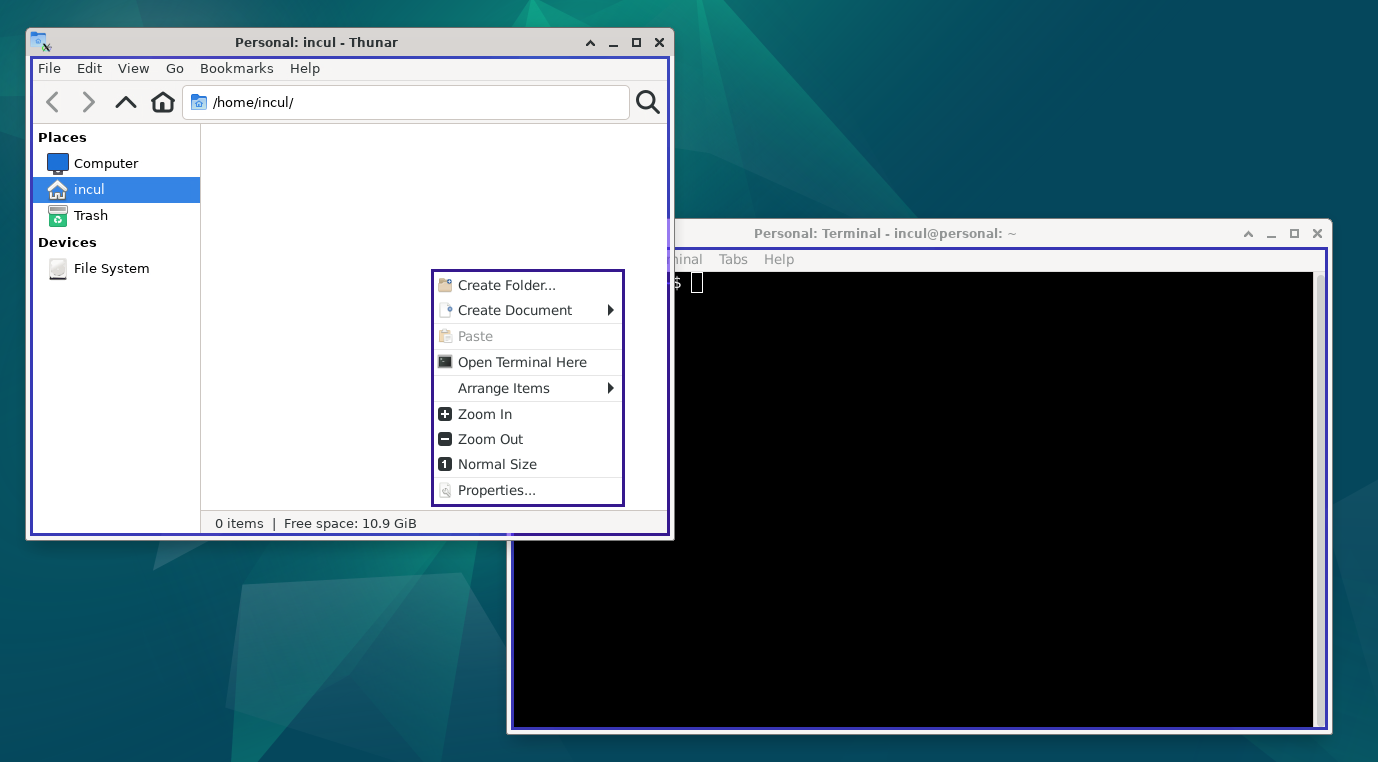 Personal: incul - Thunar
File Edit View Go Bookmarks Help
/home/incul/
Places
Computer
incul
Trash
Devices
File System
Create Folder...
Create Document
Paste
Open Terminal Here
Arrange Items
Zoom In
Zoom Out
Normal Size
Properties...
0 items | Free space: 10.9 GiB
Personal: Terminal - incul@personal: ~
Tabs Help
$